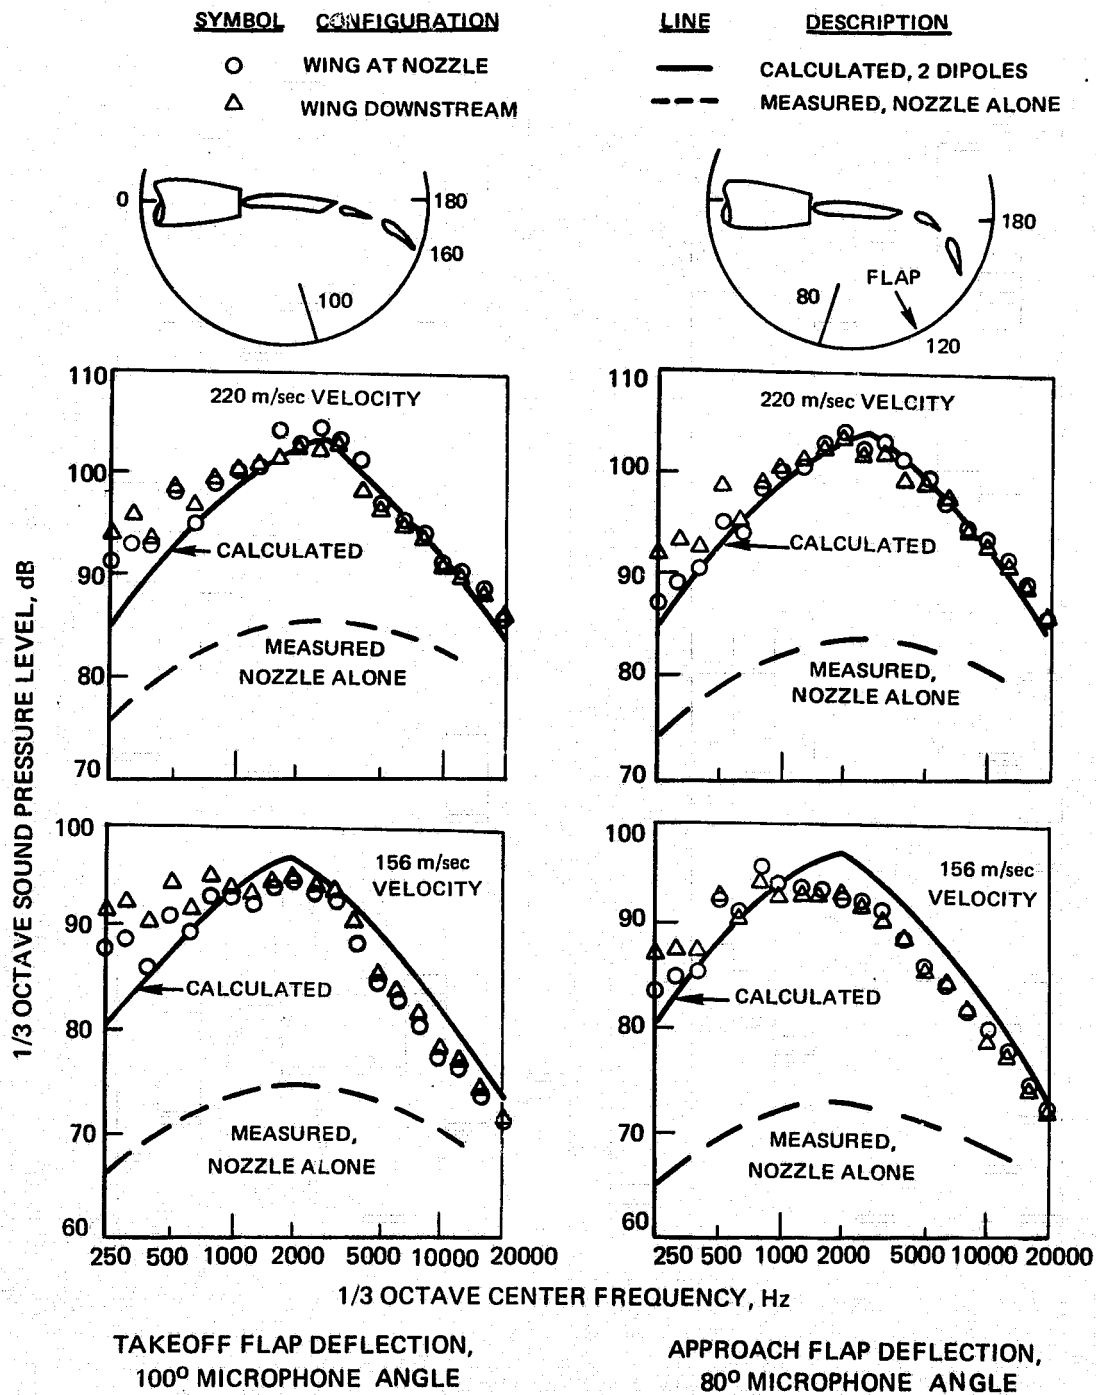 SYMBOL CONFIGURATION
WING AT NOZZLE
WING DOWNSTREAM
LINE DESCRIPTION
CALCULATED, 2 DIPOLES
MEASURED, NOZZLE ALONE
0
180
160
100
180
FLAP
80
120
1/3 OCTAVE SOUND PRESSURE LEVEL, dB
110
100
90
80
70
220 m/sec VELOCITY
CALCULATED
MEASURED
NOZZLE ALONE
110
100
90
80
70
220 m/sec VELCITY
CALCULATED
MEASURED,
NOZZLE ALONE
100
90
80
70
60
156 m/sec
VELOCITY
CALCULATED
MEASURED,
NOZZLE ALONE
250 500 1000 2000 5000 10000 20000
100
90
80
70
60
156 m/sec
VELOCITY
CALCULATED
MEASURED,
NOZZLE ALONE
250 500 1000 2000 5000 10000 20000
1/3 OCTAVE CENTER FREQUENCY, Hz
TAKEOFF FLAP DEFLECTION,
100º MICROPHONE ANGLE
APPROACH FLAP DEFLECTION,
80º MICROPHONE ANGLE